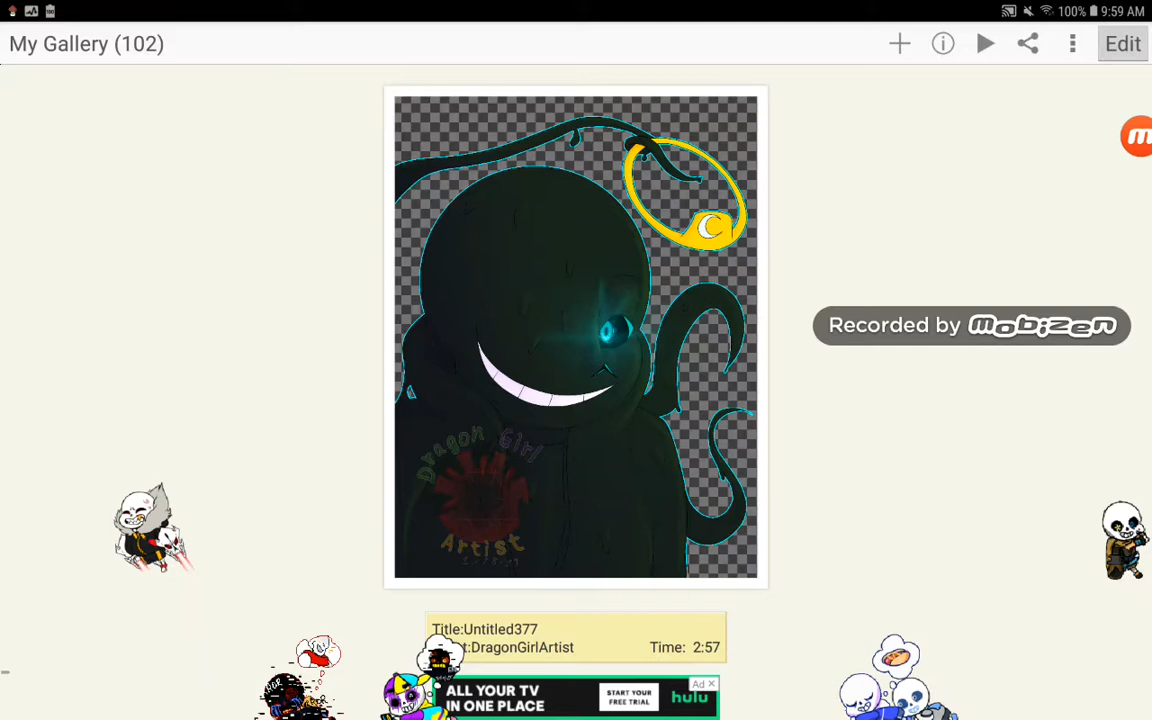 100% 9:59 AM
My Gallery (102)
Edit
Recorded by mobizen
Dragon Girl
Artist
Title:Untitled377
t:DragonGirlArtist Time: 2:57
ALL YOUR TV
IN ONE PLACE
START YOUR
FREE TRIAL
Ad
hulu